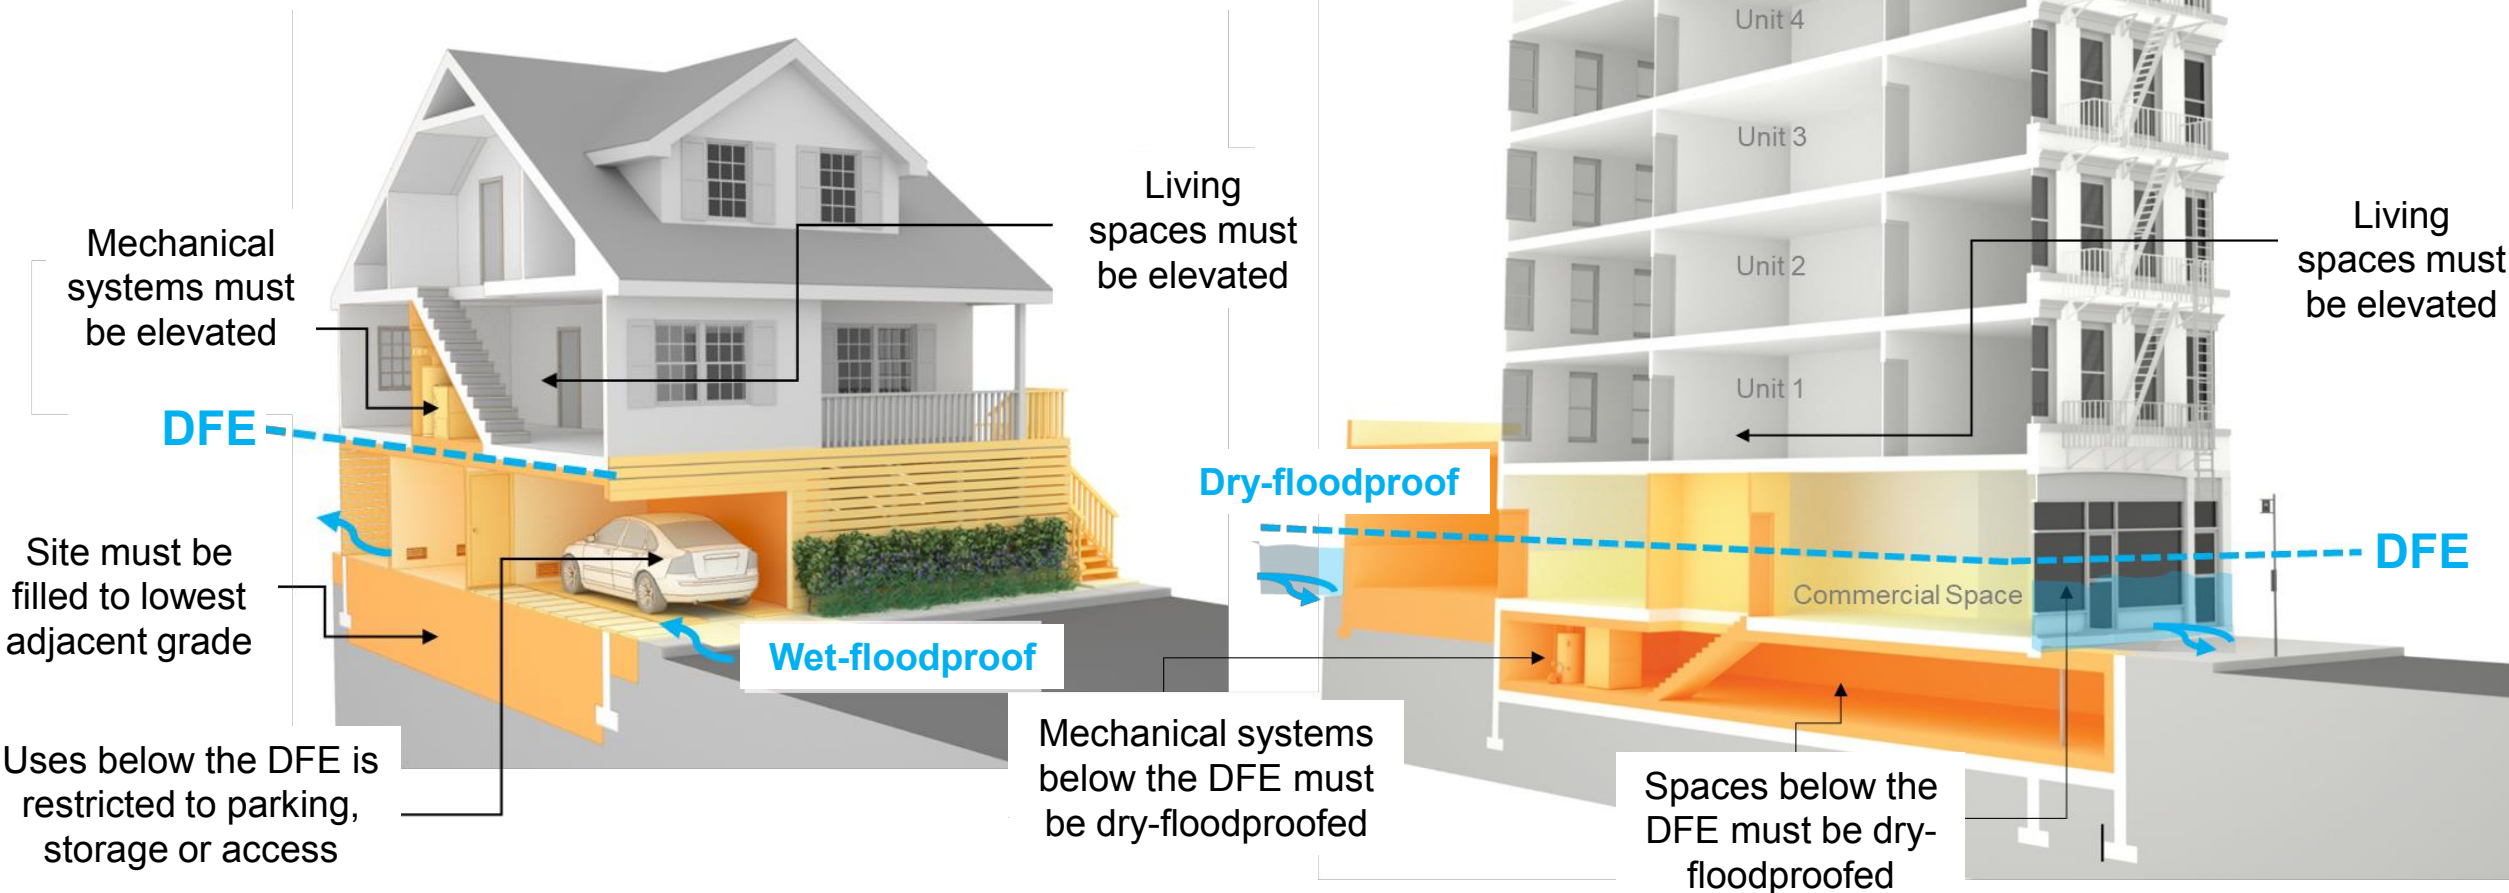 Mechanical
systems must
be elevated
DFE
Site must be
filled to lowest
adjacent grade
Uses below the DFE is
restricted to parking,
storage or access
Living
spaces must
be elevated
Wet-floodproof
Unit 4
Unit 3
Unit 2
Unit 1
Living
spaces must
be elevated
Dry-floodproof
DFE
Commercial Space
Mechanical systems
below the DFE must
be dry-floodproofed
Spaces below the
DFE must be dry-
floodproofed